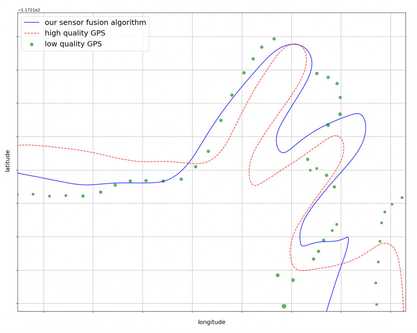 our sensor fusion algorithm
high quality GPS
low quality GPS
latitude
longitude